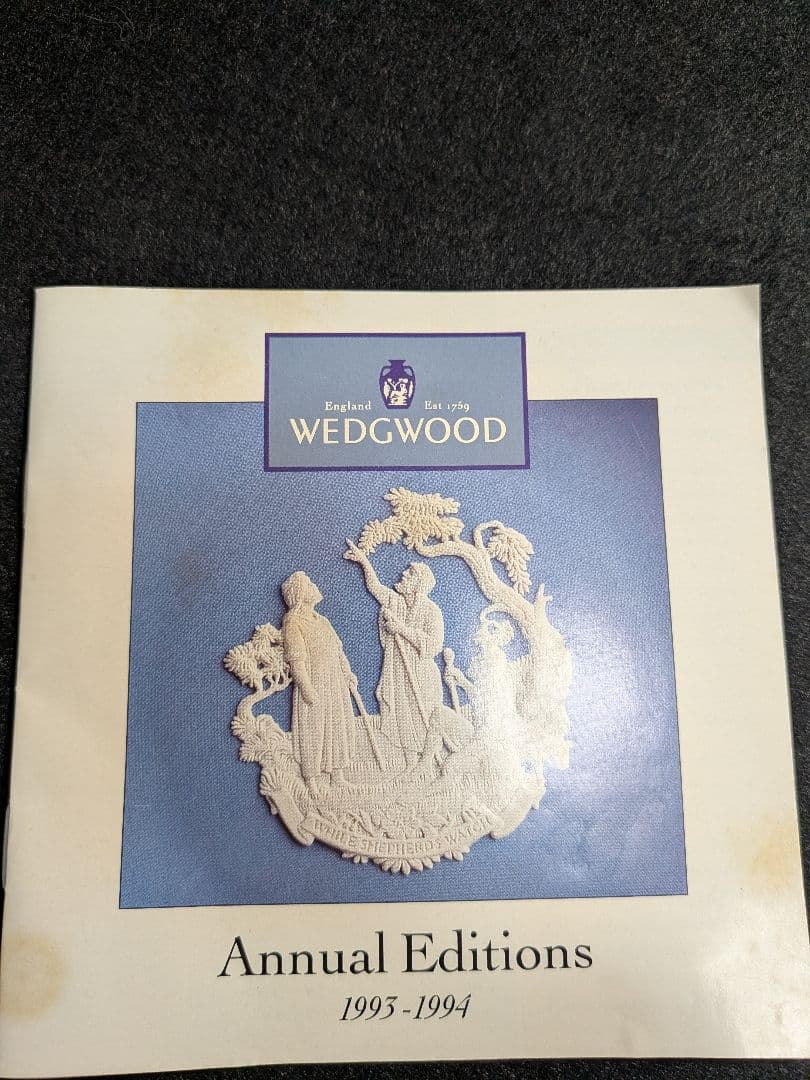 England Est 1759
WEDGWOOD
WHILE SHEPHERDS WATCH
Annual Editions
1993-1994